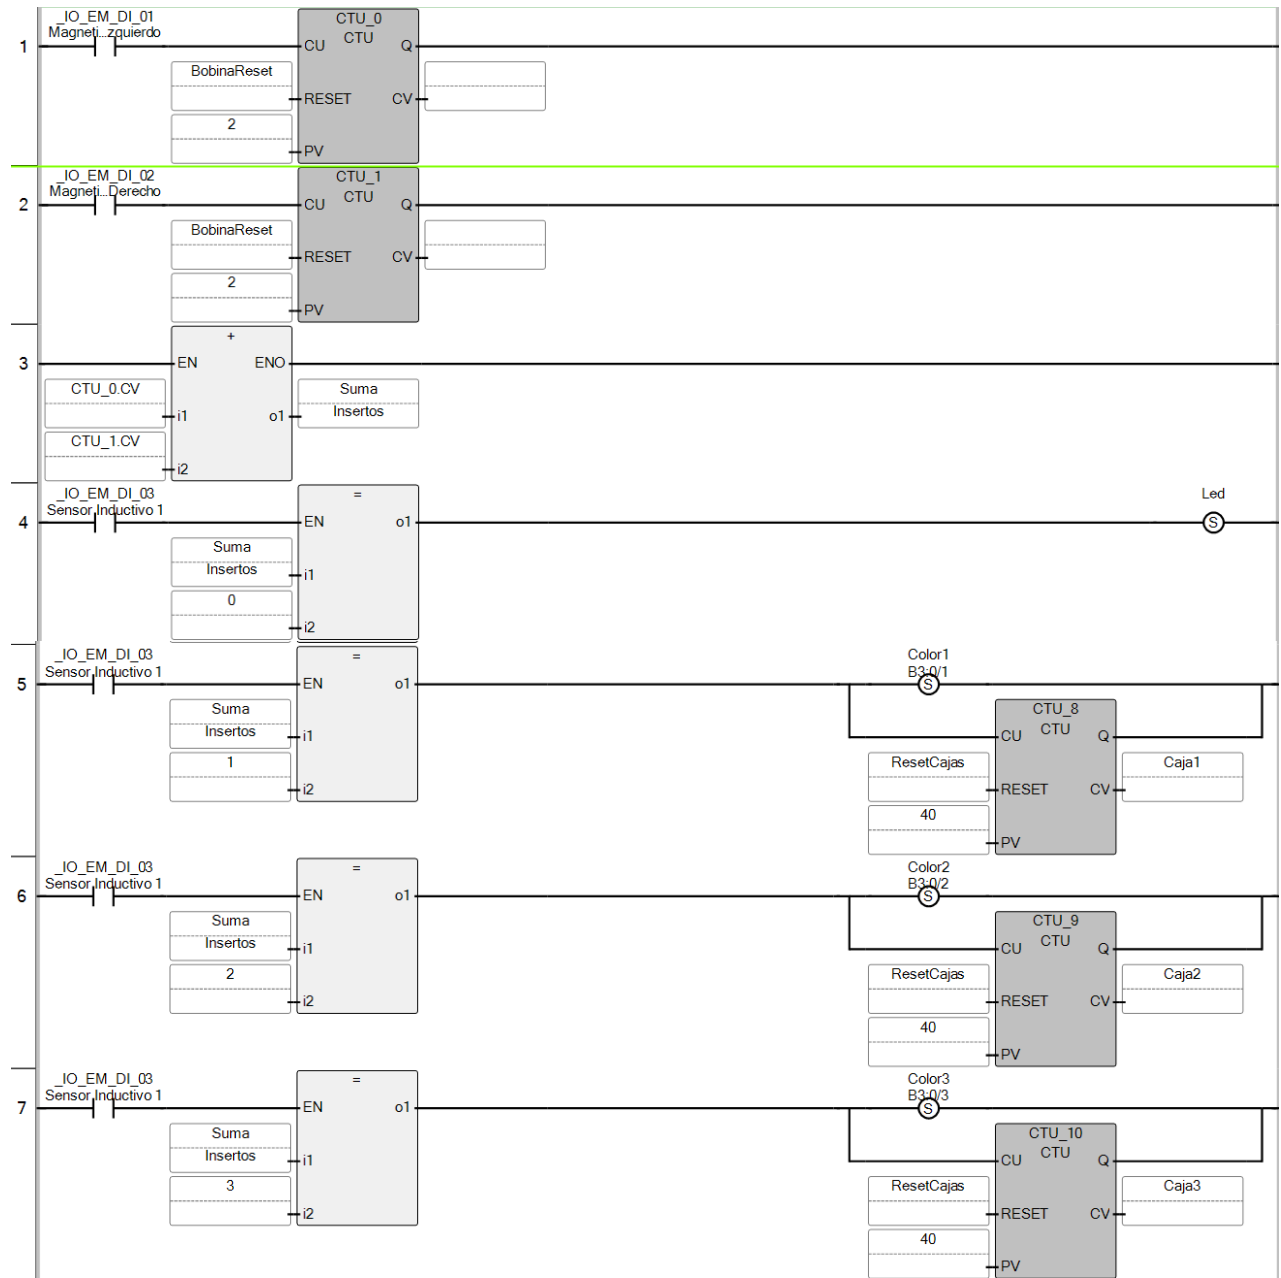 _IO_EM_DI_01
Magneti...zquierdo
CTU_0
CTU
1
CU
Q
BobinaReset
RESET
CV
2
PV
_IO_EM_DI_02
Magneti...Derecho
CTU_1
CTU
2
CU
Q
BobinaReset
RESET
CV
2
PV
+
3
EN
ENO
CTU_0.CV
i1
o1
Suma
Insertos
CTU_1.CV
i2
_IO_EM_DI_03
Sensor Inductivo 1
=
Led
4
EN
o1
S
Suma
Insertos
i1
0
i2
_IO_EM_DI_03
Sensor Inductivo 1
=
Color1
B3:0/1
5
EN
o1
S
Suma
Insertos
i1
1
i2
CTU_8
CTU
CU
Q
ResetCajas
RESET
CV
Caja1
40
PV
_IO_EM_DI_03
Sensor Inductivo 1
=
Color2
B3:0/2
6
EN
o1
S
Suma
Insertos
i1
2
i2
CTU_9
CTU
CU
Q
ResetCajas
RESET
CV
Caja2
40
PV
_IO_EM_DI_03
Sensor Inductivo 1
=
Color3
B3:0/3
7
EN
o1
S
Suma
Insertos
i1
3
i2
CTU_10
CTU
CU
Q
ResetCajas
RESET
CV
Caja3
40
PV